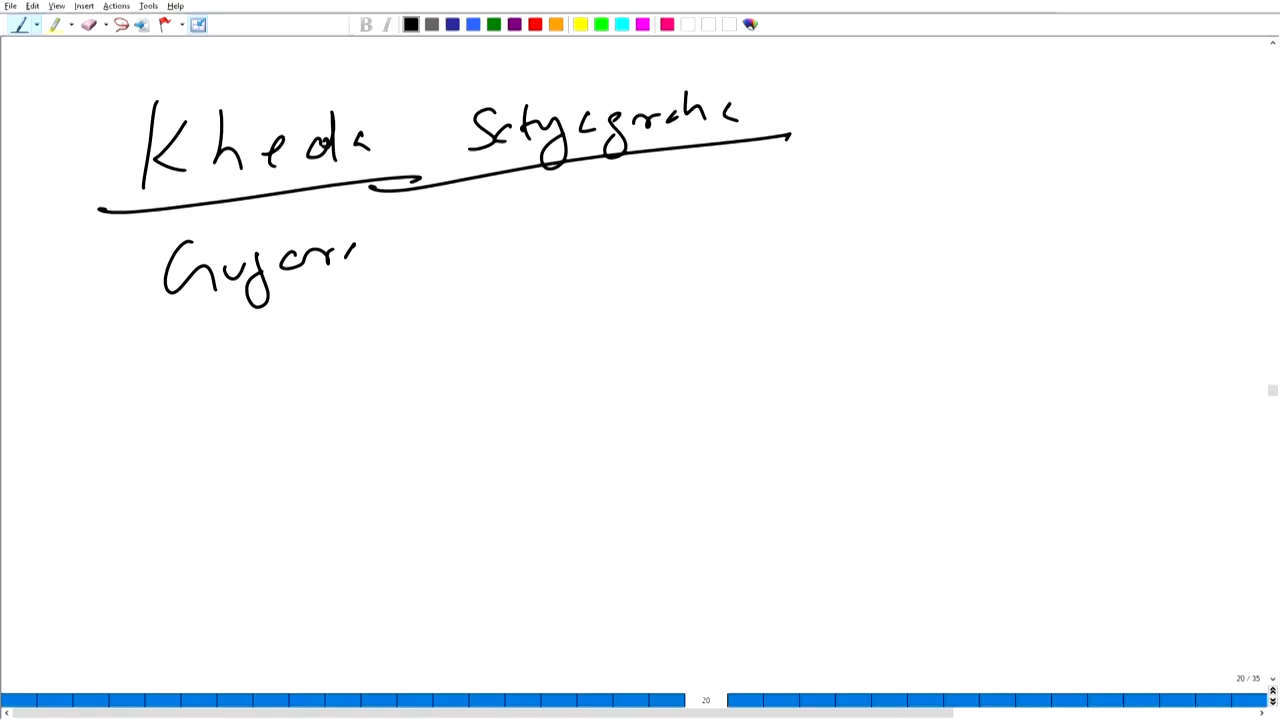 File Edit View Insert Actions Tools Help
B I
Kheda Satyagraha
Gujar
20 / 35
20